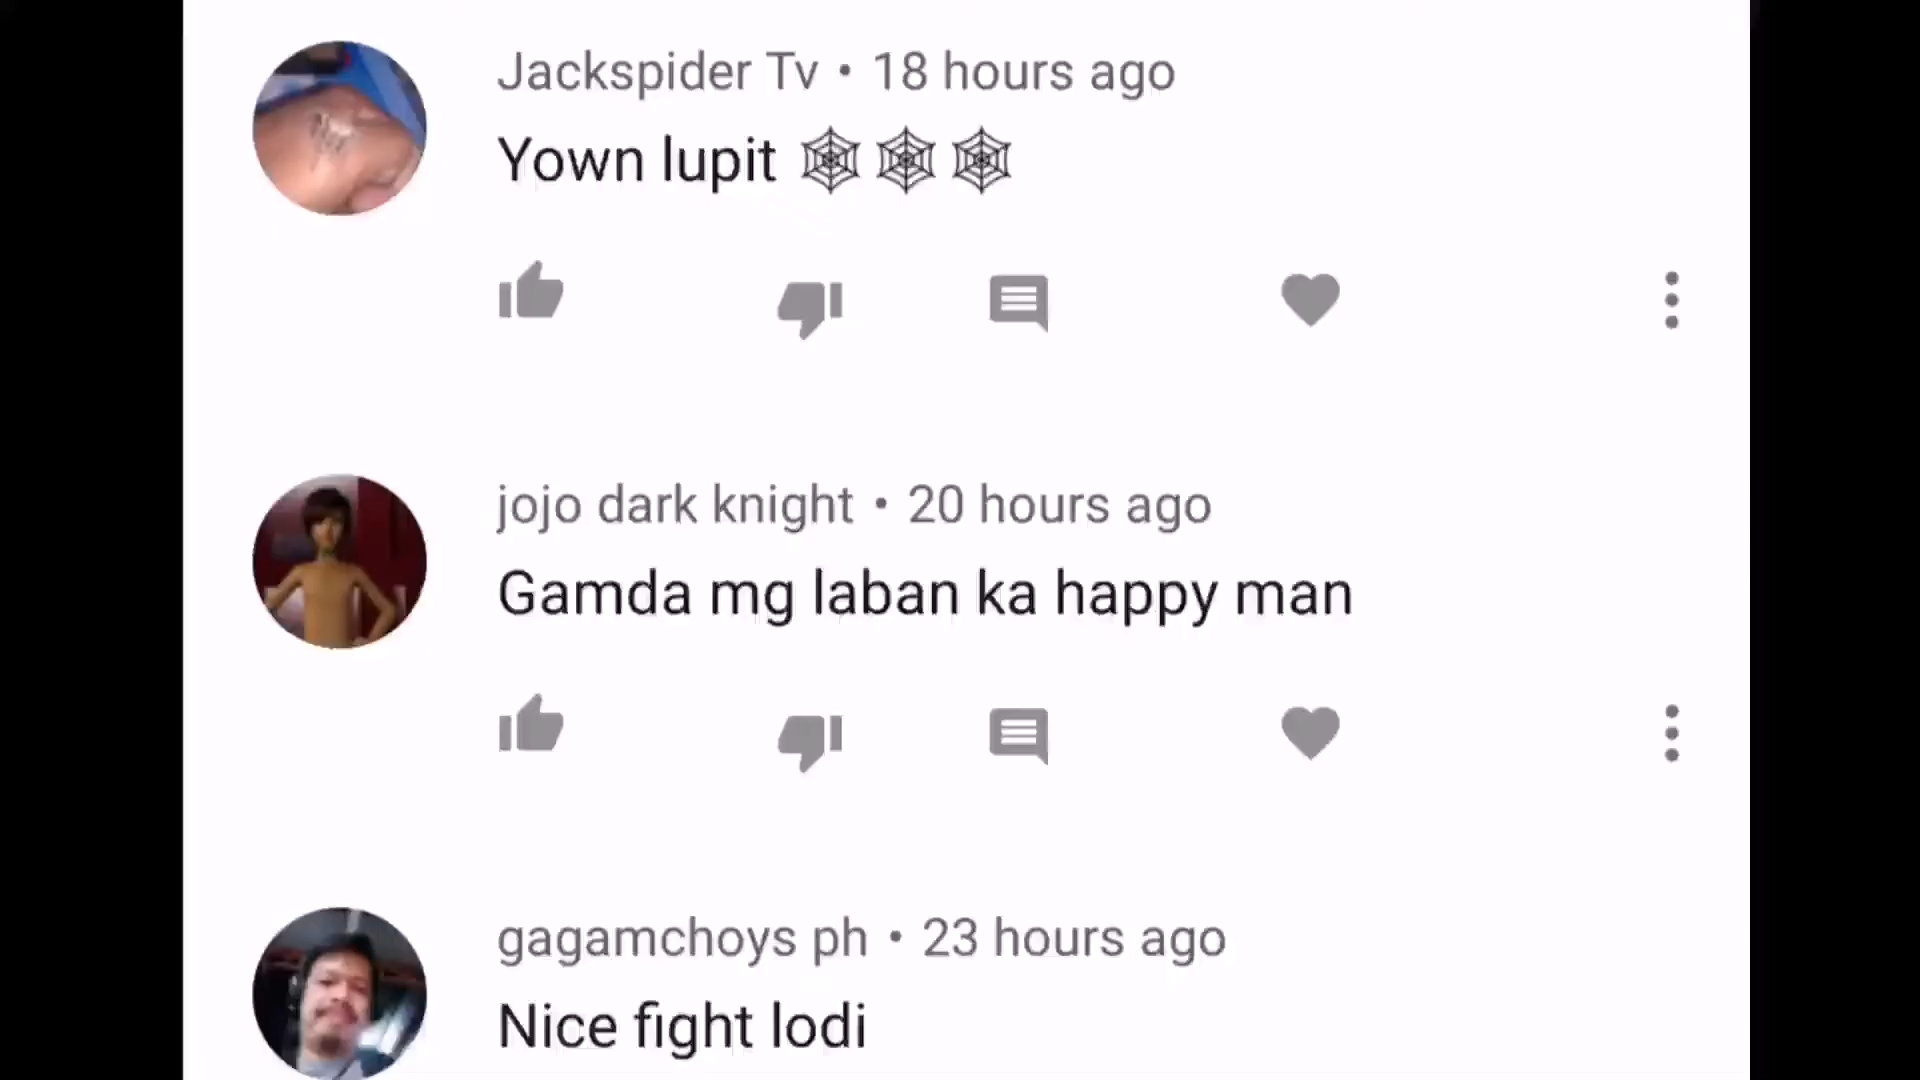 Jackspider Tv • 18 hours ago
Yown lupit 🕸🕸🕸
jojo dark knight • 20 hours ago
Gamda mg laban ka happy man
gagamchoys ph • 23 hours ago
Nice fight lodi